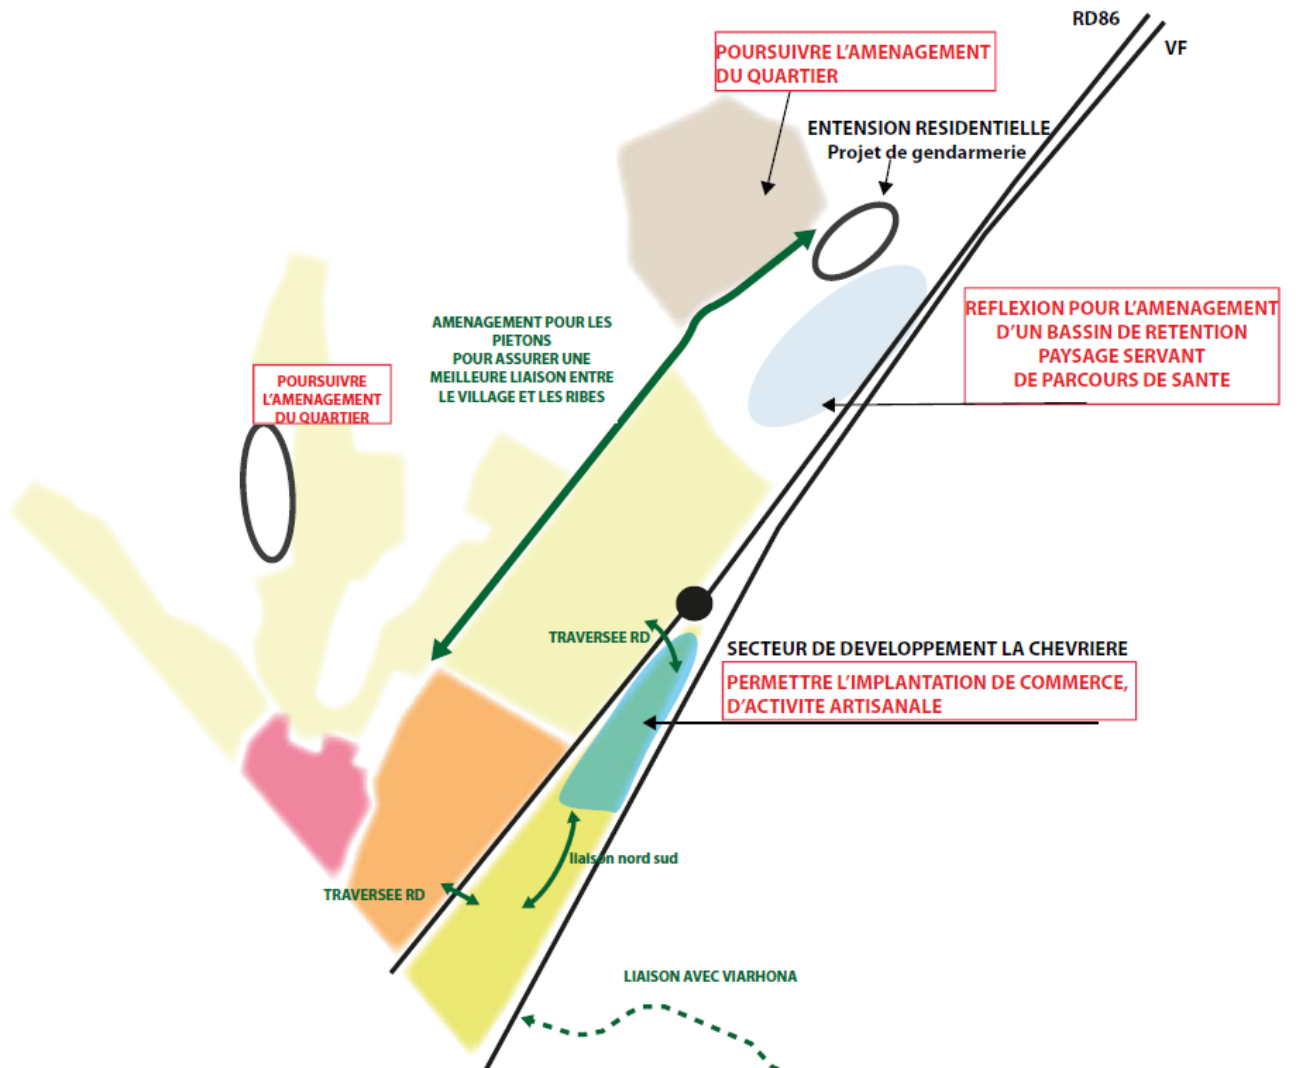 RD86
VF
POURSUIVRE L'AMENAGEMENT
DU QUARTIER
ENTENSION RESIDENTIELLE
Projet de gendarmerie
REFLEXION POUR L'AMENAGEMENT
D'UN BASSIN DE RETENTION
PAYSAGE SERVANT
DE PARCOURS DE SANTE
AMENAGEMENT POUR LES
PIETONS
POUR ASSURER UNE
MEILLEURE LIAISON ENTRE
LE VILLAGE ET LES RIBES
POURSUIVRE
L'AMENAGEMENT
DU QUARTIER
TRAVERSEE RD
SECTEUR DE DEVELOPPEMENT LA CHEVRIERE
PERMETTRE L'IMPLANTATION DE COMMERCE,
D'ACTIVITE ARTISANALE
liaison nord sud
TRAVERSEE RD
LIAISON AVEC VIARHONA